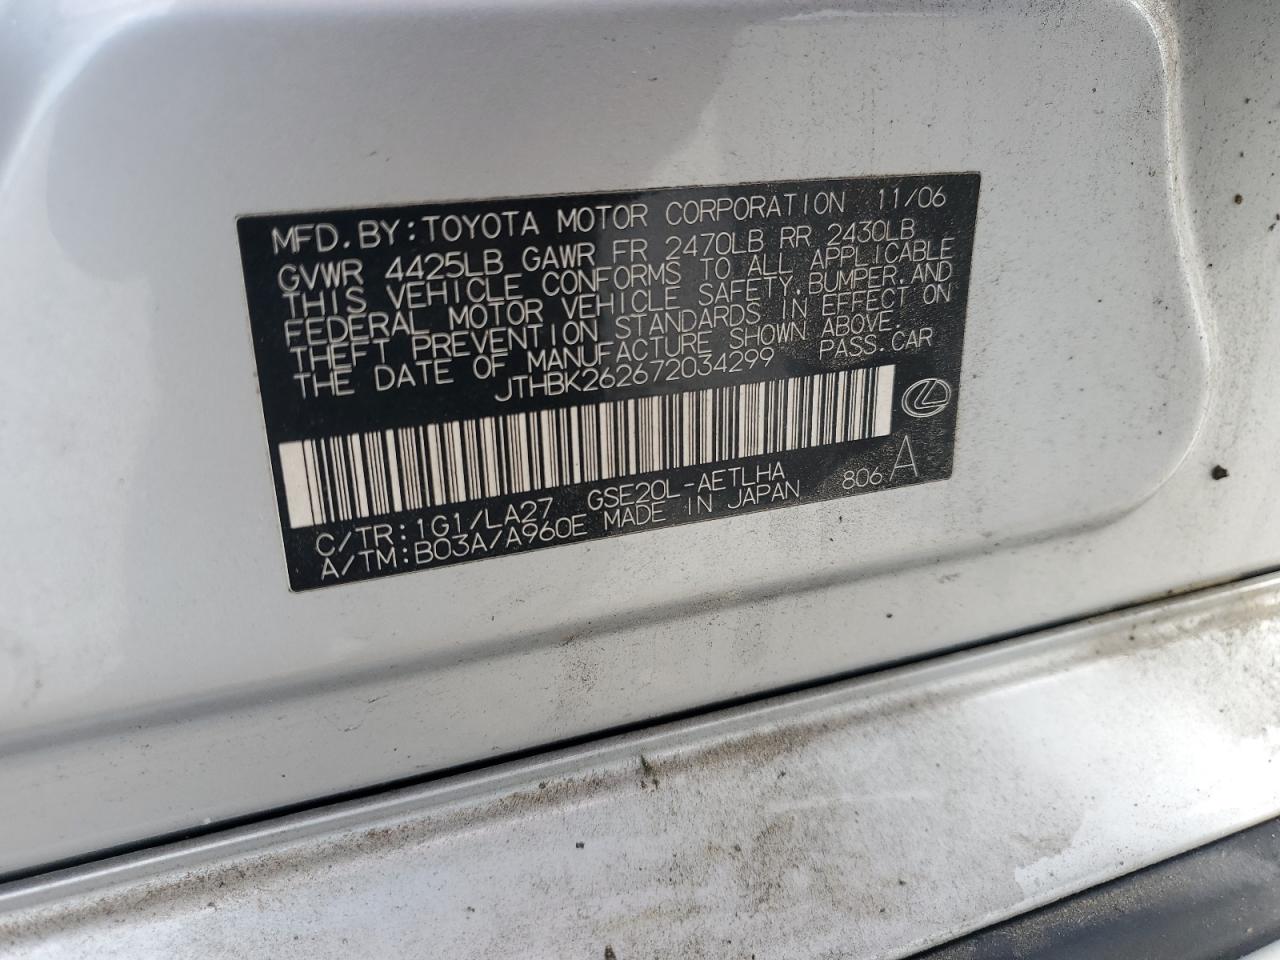 MFD. BY: TOYOTA MOTOR CORPORATION 11/06
GVWR 4425LB GAWR FR 2470LB RR 2430LB
THIS VEHICLE CONFORMS TO ALL APPLICABLE
FEDERAL MOTOR VEHICLE SAFETY, BUMPER, AND
THEFT PREVENTION STANDARDS IN EFFECT ON
THE DATE OF MANUFACTURE SHOWN ABOVE.
JTHBK262672034299 PASS. CAR
C/TR: 1G1/LA27 GSE20L-AETLHA 806 A
A/TM: B03A/A960E MADE IN JAPAN